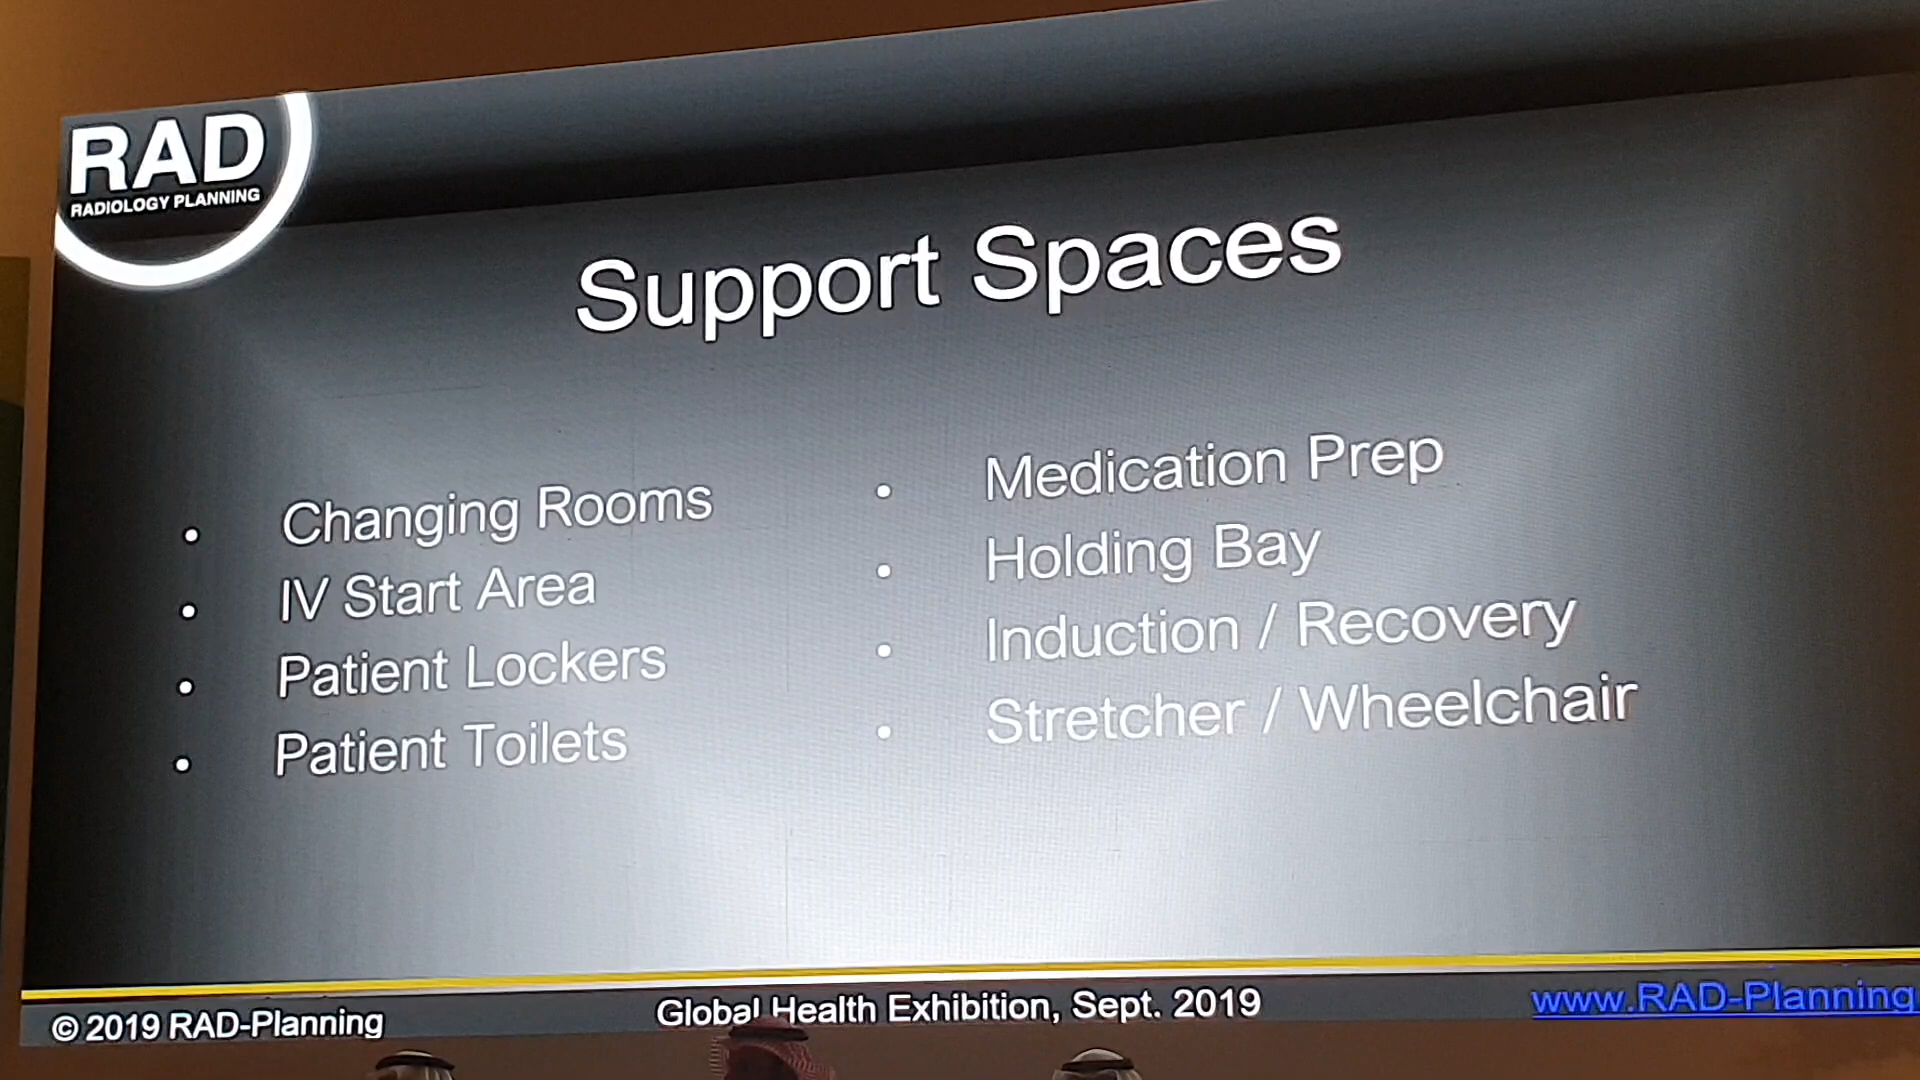 RAD
RADIOLOGY PLANNING
Support Spaces
• Changing Rooms
• IV Start Area
• Patient Lockers
• Patient Toilets
• Medication Prep
• Holding Bay
• Induction / Recovery
• Stretcher / Wheelchair
© 2019 RAD-Planning
Global Health Exhibition, Sept. 2019
www.RAD-Planning